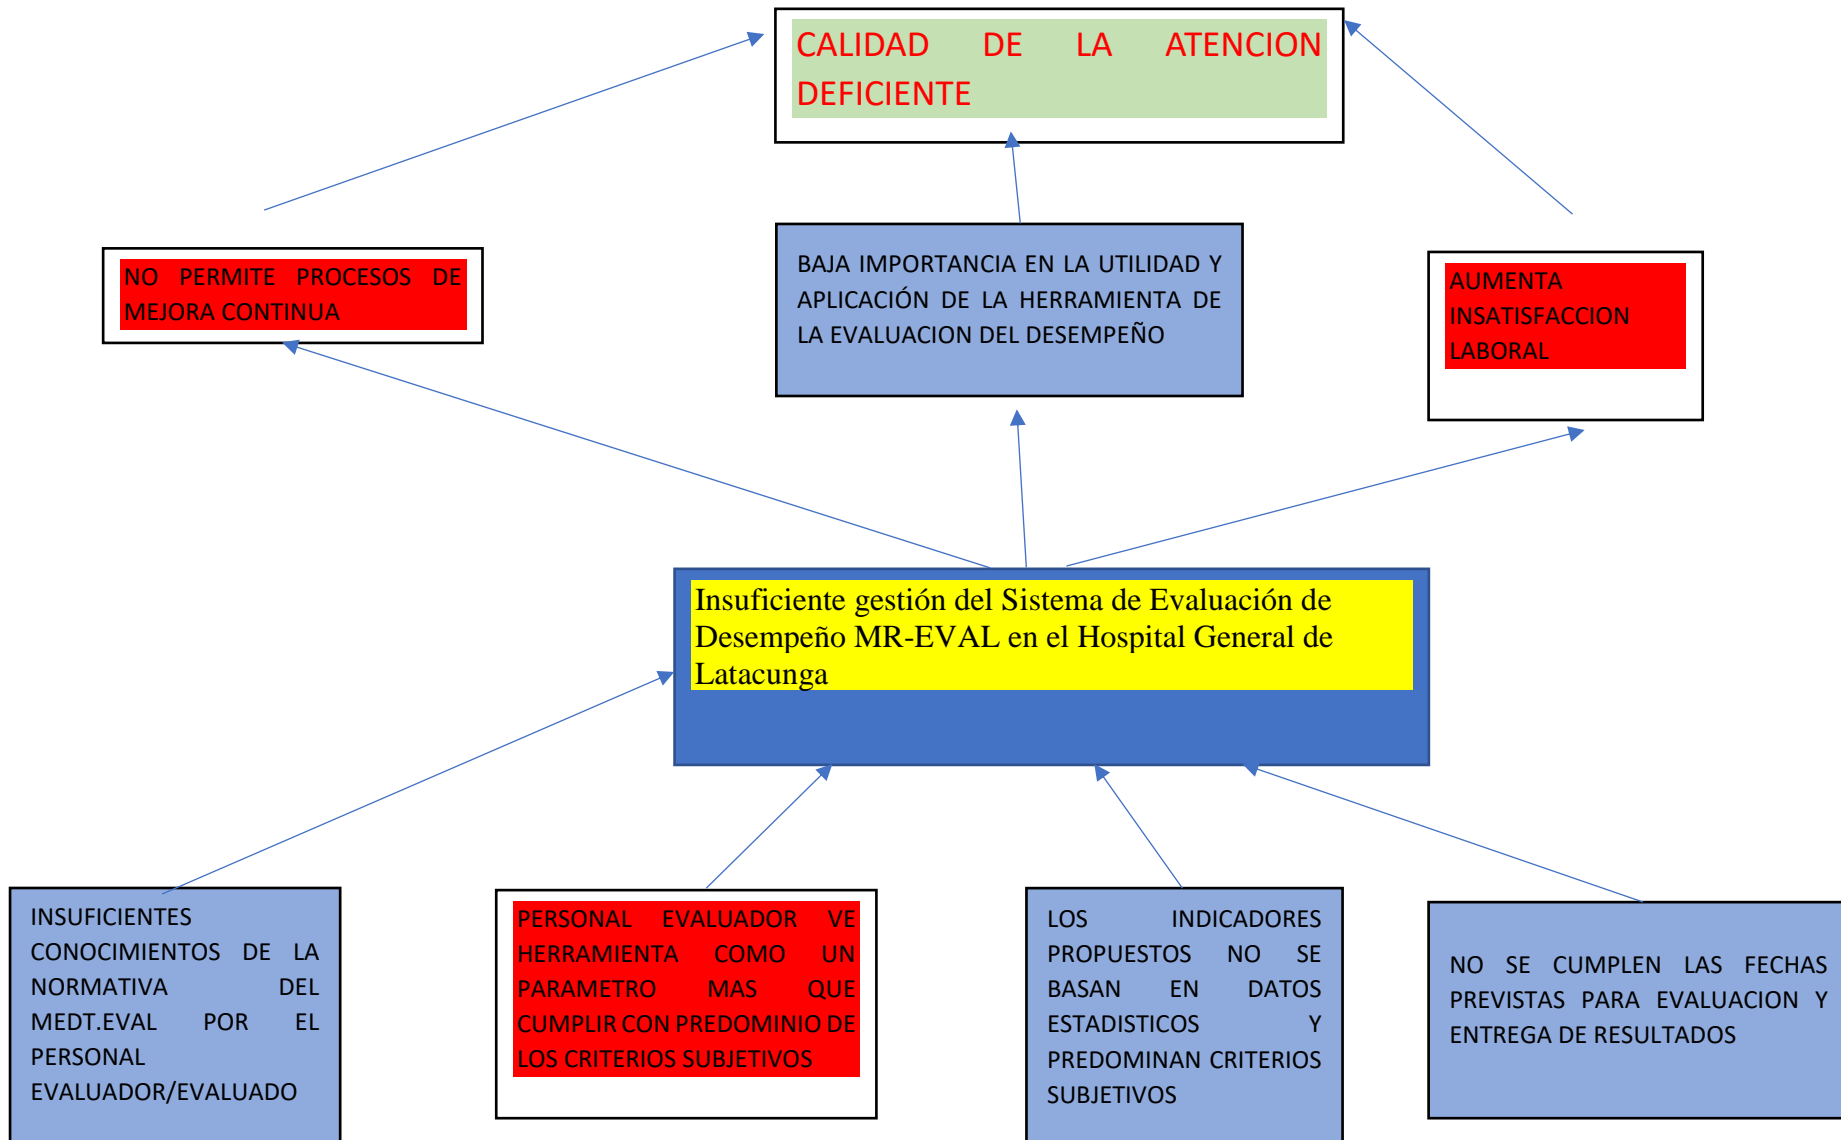 CALIDAD DE LA ATENCION
DEFICIENTE
NO PERMITE PROCESOS DE
MEJORA CONTINUA
BAJA IMPORTANCIA EN LA UTILIDAD Y
APLICACIÓN DE LA HERRAMIENTA DE
LA EVALUACION DEL DESEMPEÑO
AUMENTA
INSATISFACCION
LABORAL
Insuficiente gestión del Sistema de Evaluación de
Desempeño MR-EVAL en el Hospital General de
Latacunga
INSUFICIENTES
CONOCIMIENTOS DE LA
NORMATIVA DEL
MEDT.EVAL POR EL
PERSONAL
EVALUADOR/EVALUADO
PERSONAL EVALUADOR VE
HERRAMIENTA COMO UN
PARAMETRO MAS QUE
CUMPLIR CON PREDOMINIO DE
LOS CRITERIOS SUBJETIVOS
LOS INDICADORES
PROPUESTOS NO SE
BASAN EN DATOS
ESTADISTICOS Y
PREDOMINAN CRITERIOS
SUBJETIVOS
NO SE CUMPLEN LAS FECHAS
PREVISTAS PARA EVALUACION Y
ENTREGA DE RESULTADOS